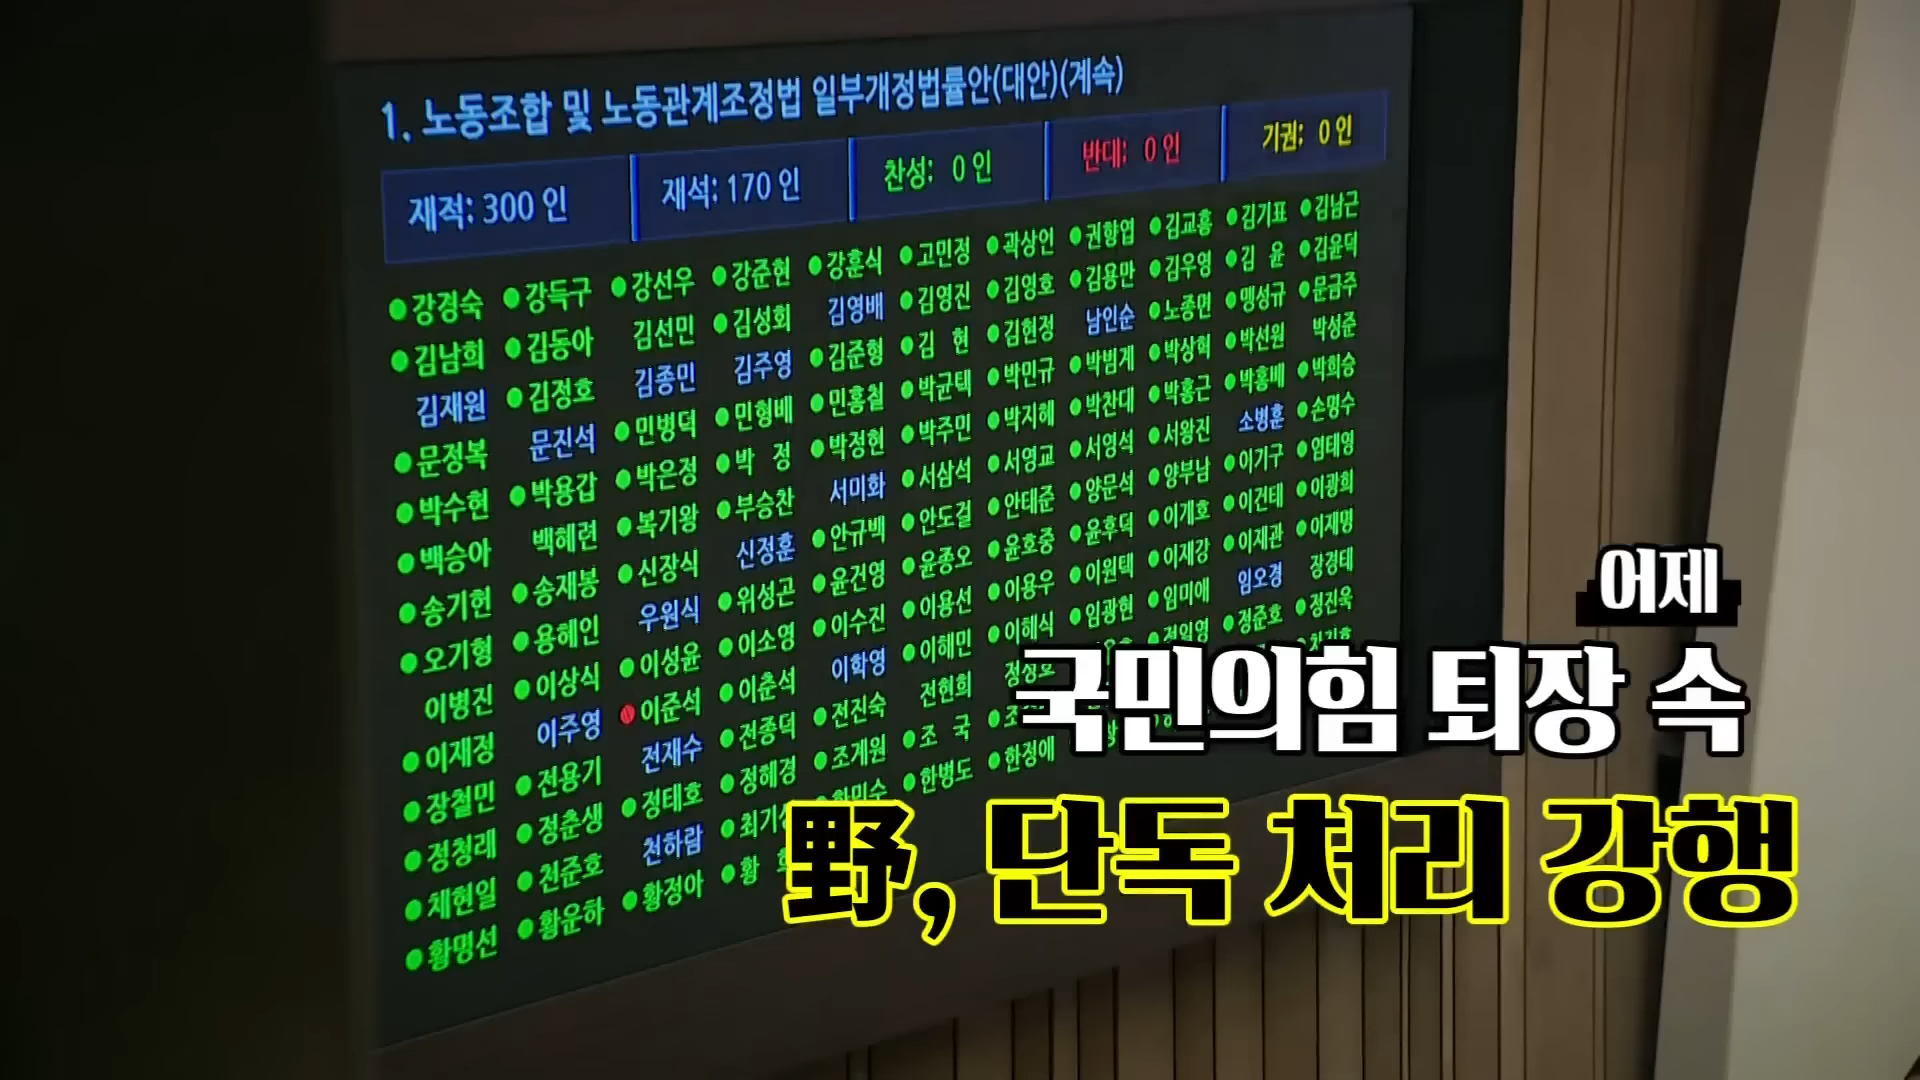 1. 노동조합 및 노동관계조정법 일부개정법률안(대안)(계속)
재적: 300 인 재석: 170 인 찬성: 0 인 반대: 0 인 기권: 0 인
강경숙 강득구 강선우 강준현 강훈식 고민정 곽상언 권향엽 김교흥 김기표 김남근
김남희 김동아 김선민 김성회 김영배 김영진 김영호 김용만 김우영 김 윤 김윤덕
김재원 김정호 김종민 김주영 김준형 김 현 김현정 남인순 노종면 맹성규 문금주
문정복 문진석 민병덕 민형배 민홍철 박균택 박민규 박범계 박상혁 박선원 박성준
박수현 박용갑 박은정 박 정 박정현 박주민 박지혜 박찬대 박홍근 박홍배 박희승
백승아 백혜련 복기왕 부승찬 서미화 서삼석 서영교 서영석 서왕진 소병훈 손명수
송기헌 송재봉 신장식 신정훈 안규백 안도걸 안태준 양문석 양부남 이기구 임태영
오기형 용혜인 우원식 위성곤 윤건영 윤종오 윤호중 윤후덕 이개호 이건태 이광희
이병진 이상식 이성윤 이소영 이수진 이용선 이용우 이원택 이재강 이재관 이재명
이재정 이주영 이준석 이춘석 이학영 이해민 이해식 임광현 임미애 임오경 장경태
장철민 전용기 전재수 전종덕 전진숙 전현희 정일영 정준호 정진욱
정청래 정춘생 정태호 정혜경 조계원 조 국
채현일 천준호 천하람 한병도 한정애
황명선 황운하 황정아 황
어제
국민의힘 퇴장 속
野, 단독 처리 강행